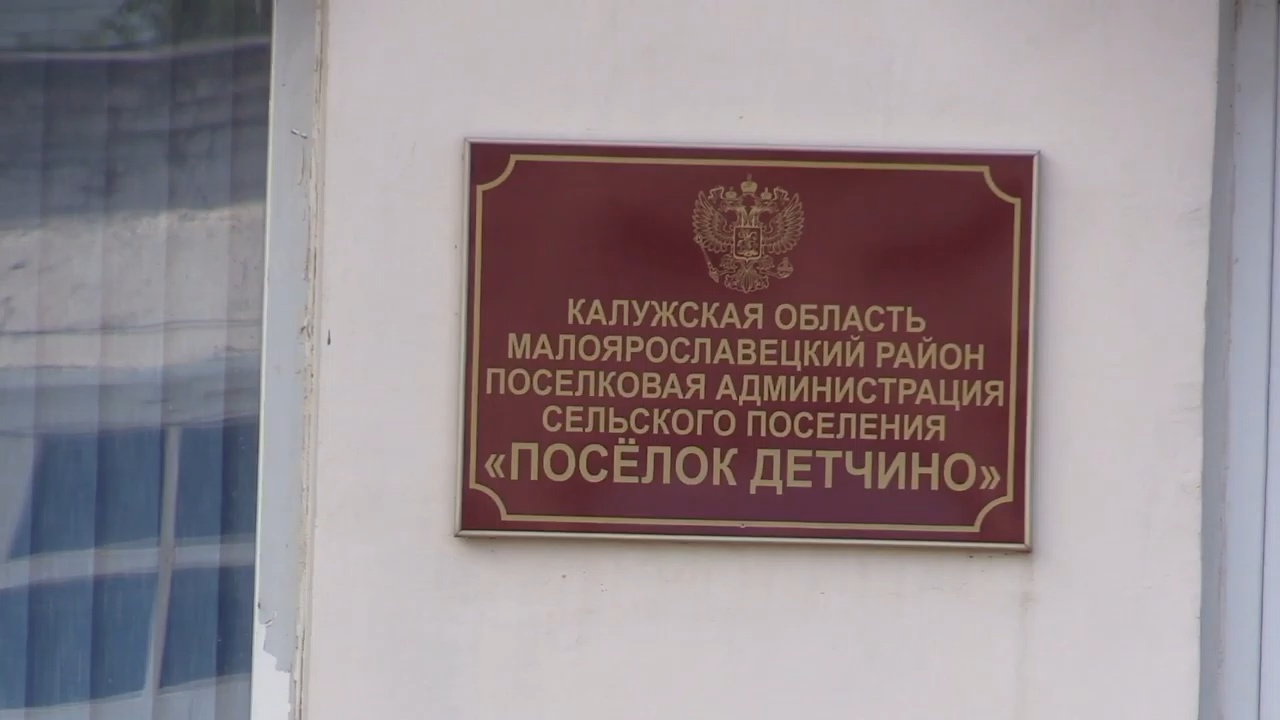 КАЛУЖСКАЯ ОБЛАСТЬ
МАЛОЯРОСЛАВЕЦКИЙ РАЙОН
ПОСЕЛКОВАЯ АДМИНИСТРАЦИЯ
СЕЛЬСКОГО ПОСЕЛЕНИЯ
«ПОСЁЛОК ДЕТЧИНО»